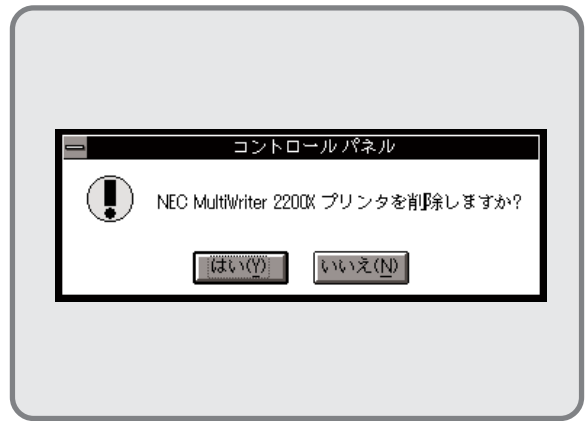 コントロール パネル
NEC MultiWriter 2200X プリンタを削除しますか?
はい(Y) いいえ(N)